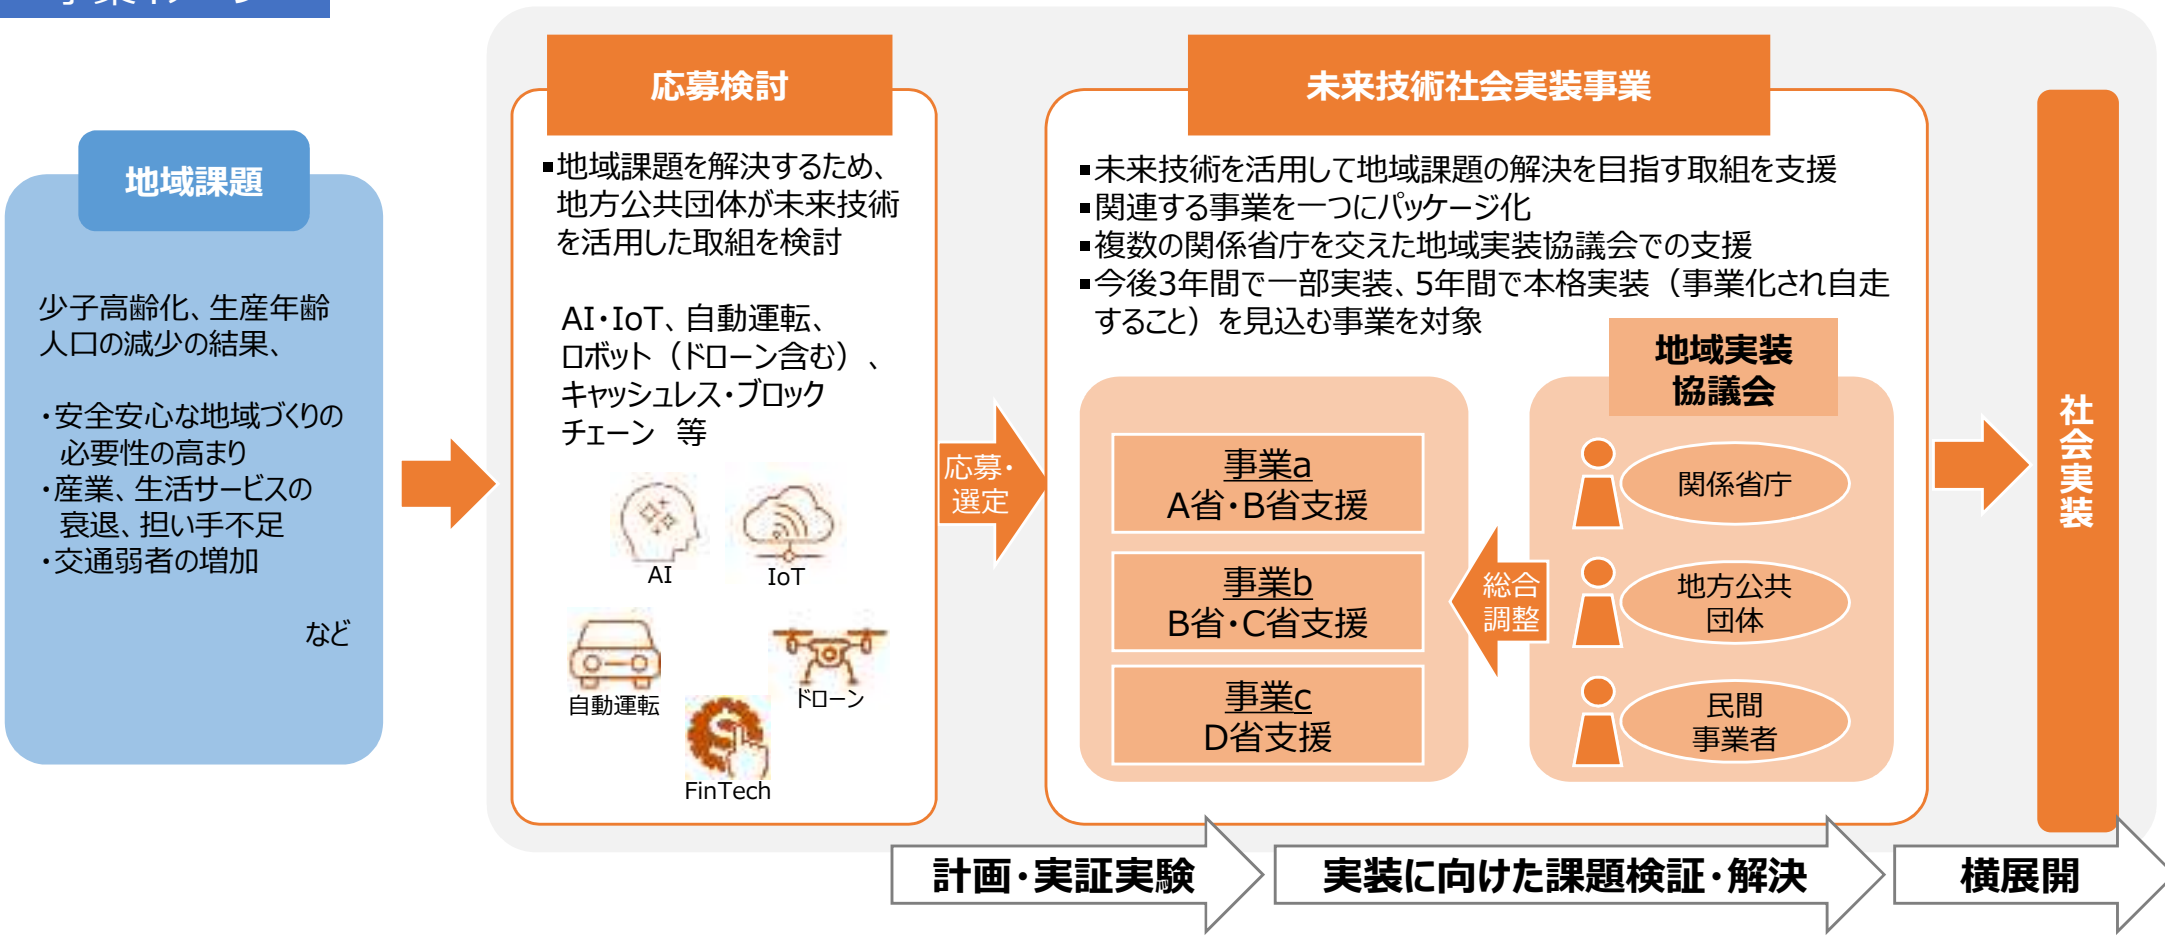 地域課題
少子高齢化、生産年齢
人口の減少の結果、
・安全安心な地域づくりの
必要性の高まり
・産業、生活サービスの
衰退、担い手不足
・交通弱者の増加
など
応募検討
▪地域課題を解決するため、
地方公共団体が未来技術
を活用した取組を検討
AI・IoT、自動運転、
ロボット（ドローン含む）、
キャッシュレス・ブロック
チェーン 等
AI
IoT
自動運転
ドローン
FinTech
応募・
選定
未来技術社会実装事業
▪未来技術を活用して地域課題の解決を目指す取組を支援
▪関連する事業を一つにパッケージ化
▪複数の関係省庁を交えた地域実装協議会での支援
▪今後3年間で一部実装、5年間で本格実装（事業化され自走
すること）を見込む事業を対象
事業a
A省・B省支援
事業b
B省・C省支援
事業c
D省支援
総合
調整
地域実装
協議会
関係省庁
地方公共
団体
民間
事業者
社会実装
計画・実証実験
実装に向けた課題検証・解決
横展開